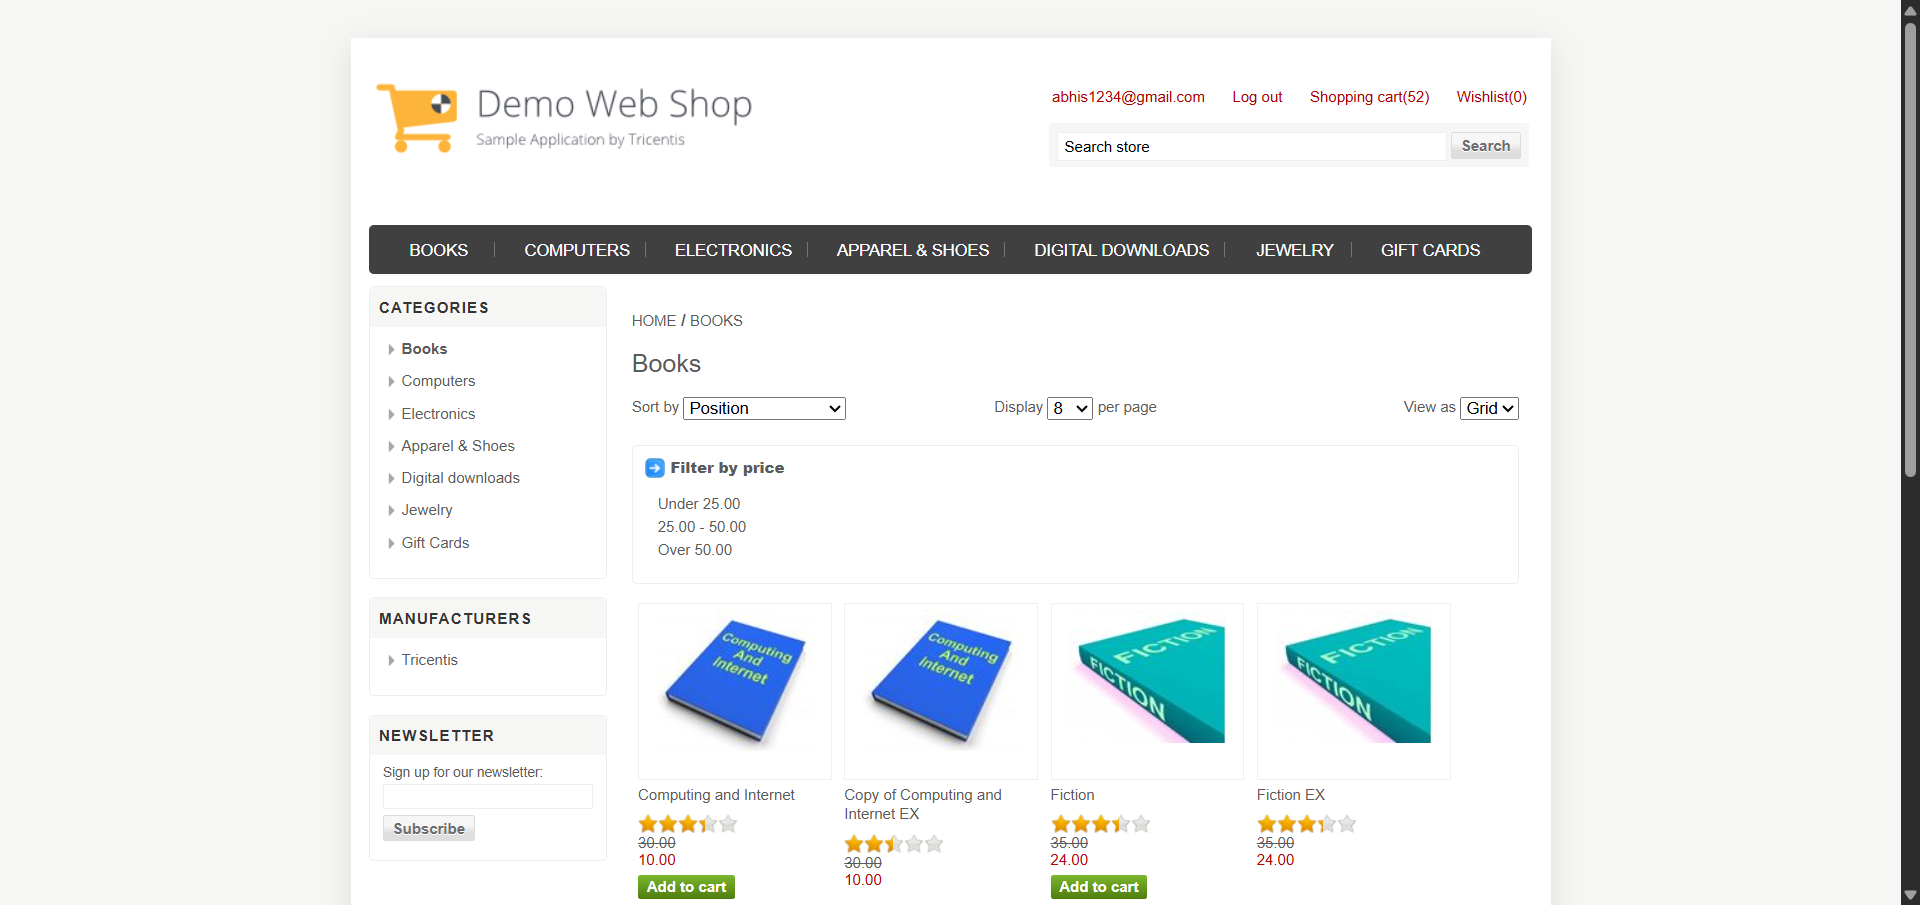 Demo Web Shop
Sample Application by Tricentis
abhis1234@gmail.com Log out Shopping cart(52) Wishlist(0)
Search store Search
BOOKS COMPUTERS ELECTRONICS APPAREL & SHOES DIGITAL DOWNLOADS JEWELRY GIFT CARDS
CATEGORIES
Books
Computers
Electronics
Apparel & Shoes
Digital downloads
Jewelry
Gift Cards
MANUFACTURERS
Tricentis
NEWSLETTER
Sign up for our newsletter:
Subscribe
HOME / BOOKS
Books
Sort by Position Display 8 per page View as Grid
Filter by price
Under 25.00
25.00 - 50.00
Over 50.00
Computing
And
Internet
Computing and Internet
30.00
10.00
Add to cart
Computing
And
Internet
Copy of Computing and
Internet EX
30.00
10.00
FICTION
FICTION
Fiction
35.00
24.00
Add to cart
FICTION
FICTION
Fiction EX
35.00
24.00